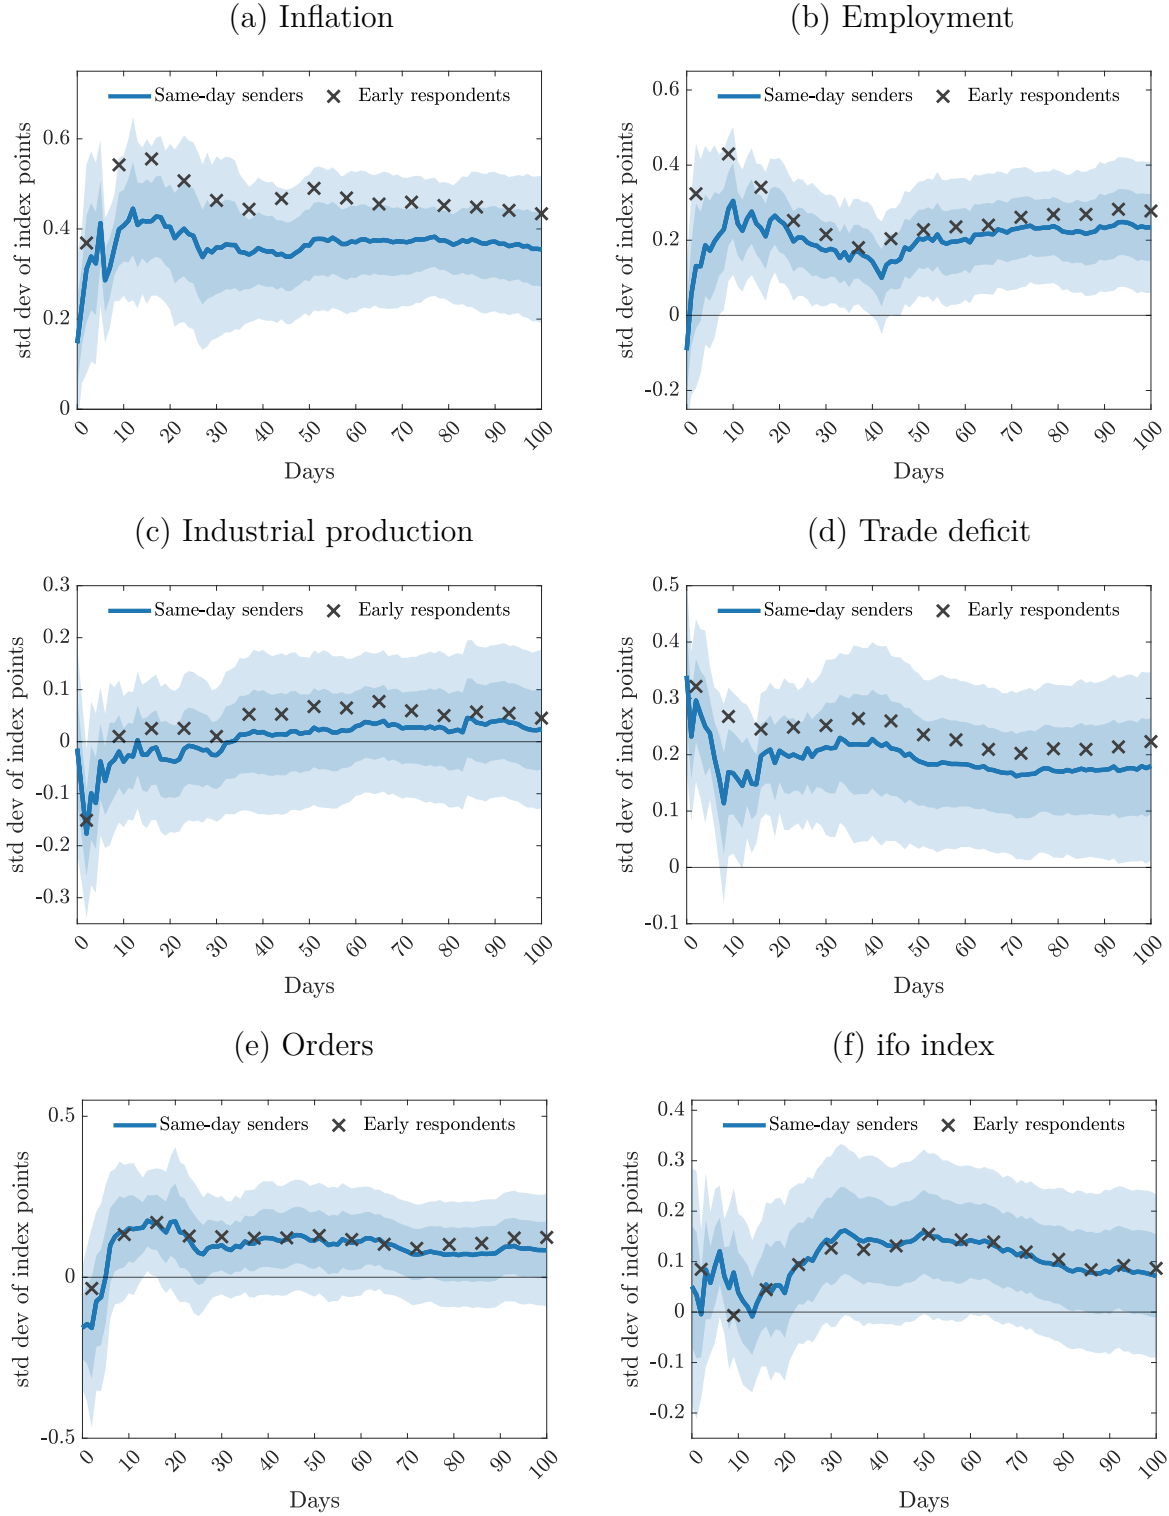 (a) Inflation
Same-day senders Early respondents
std dev of index points
0.6
0.4
0.2
0
0 10 20 30 40 50 60 70 80 90 100
Days
(b) Employment
Same-day senders Early respondents
std dev of index points
0.6
0.4
0.2
0
-0.2
0 10 20 30 40 50 60 70 80 90 100
Days
(c) Industrial production
Same-day senders Early respondents
std dev of index points
0.3
0.2
0.1
0
-0.1
-0.2
-0.3
0 10 20 30 40 50 60 70 80 90 100
Days
(d) Trade deficit
Same-day senders Early respondents
std dev of index points
0.5
0.4
0.3
0.2
0.1
0
-0.1
0 10 20 30 40 50 60 70 80 90 100
Days
(e) Orders
Same-day senders Early respondents
std dev of index points
0.5
0
-0.5
0 10 20 30 40 50 60 70 80 90 100
Days
(f) ifo index
Same-day senders Early respondents
std dev of index points
0.4
0.3
0.2
0.1
0
-0.1
-0.2
0 10 20 30 40 50 60 70 80 90 100
Days